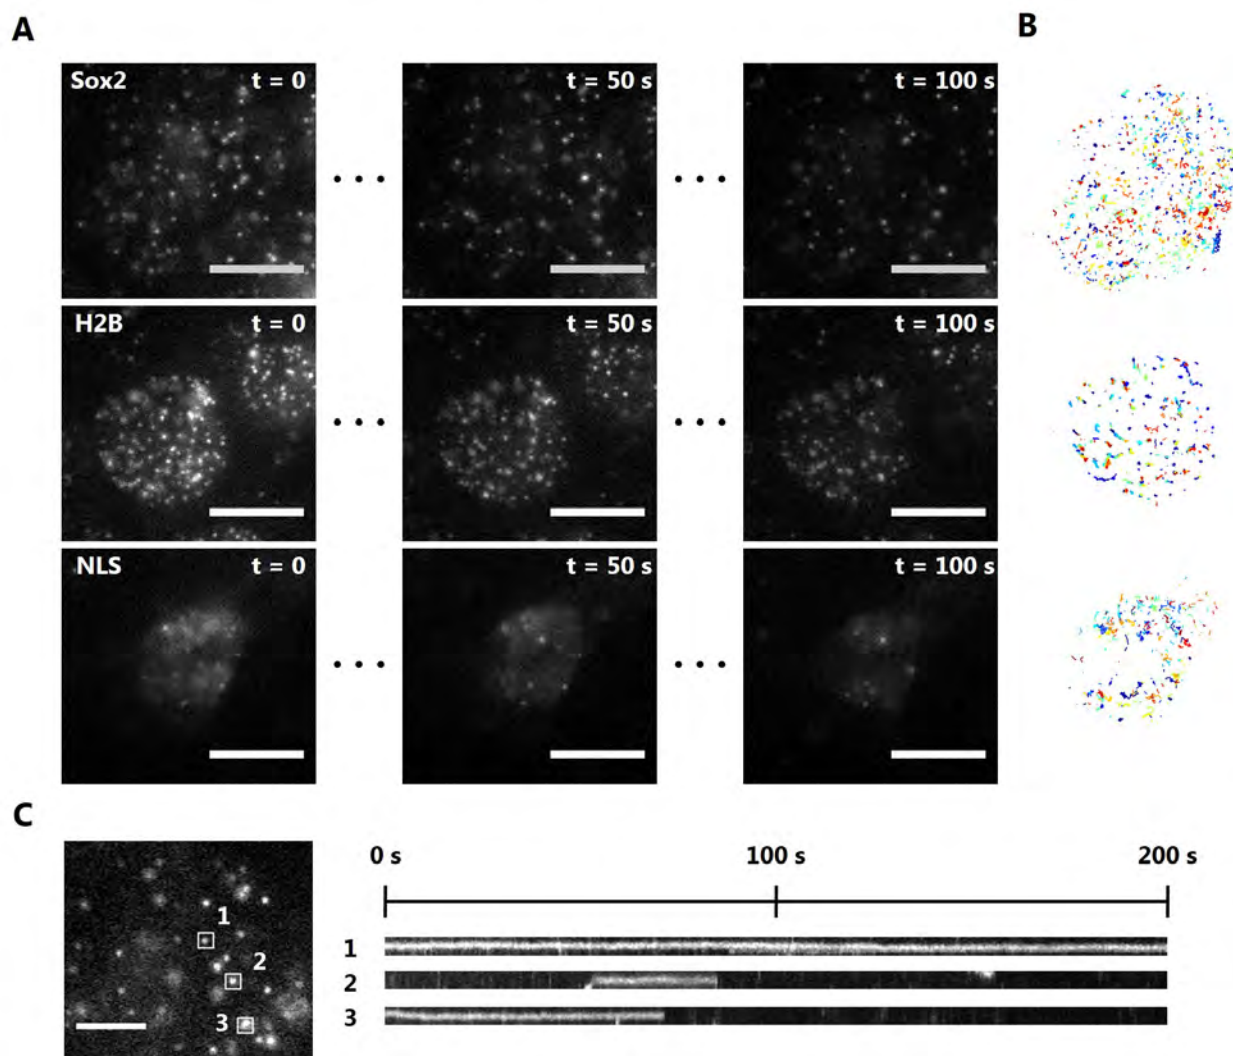 A
B
Sox2 t = 0
t = 50 s
t = 100 s
H2B t = 0
t = 50 s
t = 100 s
NLS t = 0
t = 50 s
t = 100 s
C
0 s 100 s 200 s
1
2
3
1
2
3